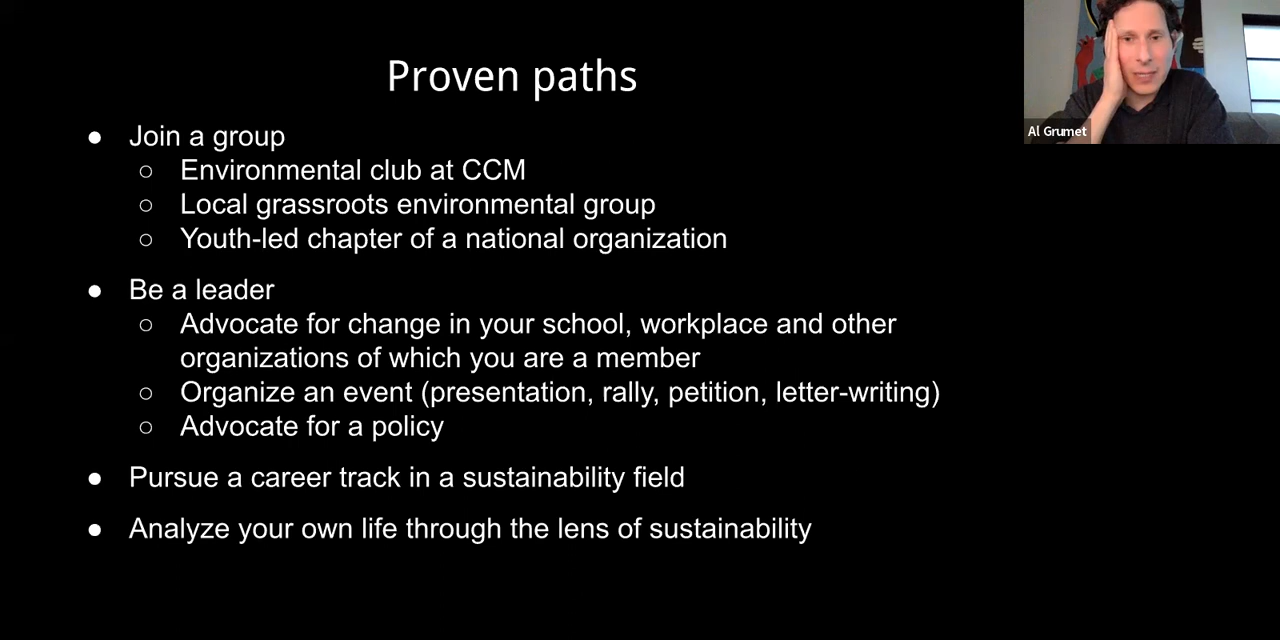 Proven paths
Al Grumet
● Join a group
○ Environmental club at CCM
○ Local grassroots environmental group
○ Youth-led chapter of a national organization
● Be a leader
○ Advocate for change in your school, workplace and other
organizations of which you are a member
○ Organize an event (presentation, rally, petition, letter-writing)
○ Advocate for a policy
● Pursue a career track in a sustainability field
● Analyze your own life through the lens of sustainability